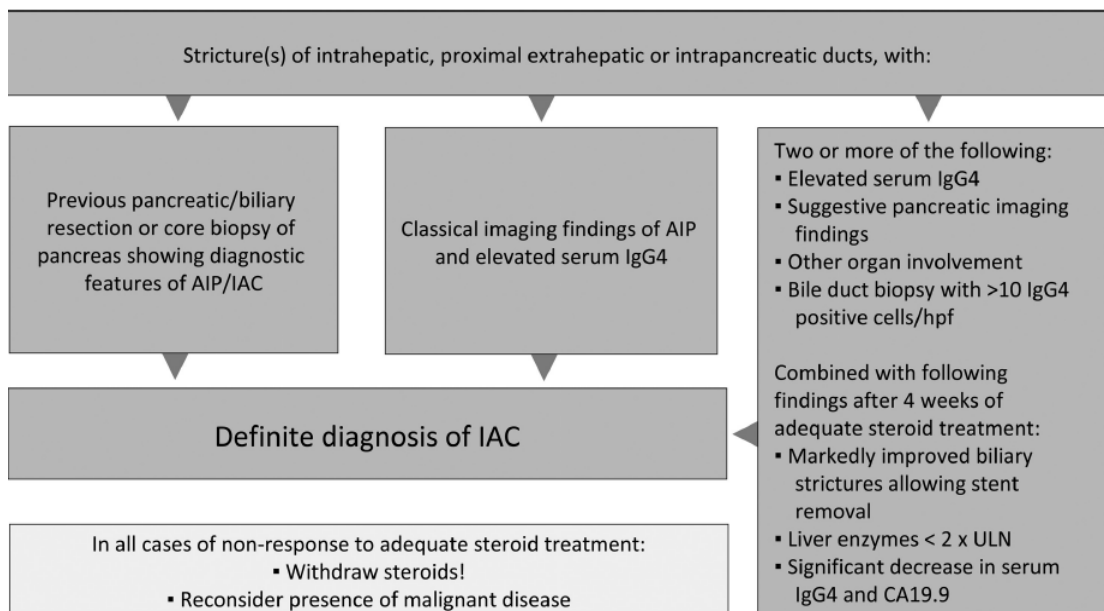 Stricture(s) of intrahepatic, proximal extrahepatic or intrapancreatic ducts, with:
Previous pancreatic/biliary
resection or core biopsy of
pancreas showing diagnostic
features of AIP/IAC
Classical imaging findings of AIP
and elevated serum IgG4
Two or more of the following:
▪ Elevated serum IgG4
▪ Suggestive pancreatic imaging
findings
▪ Other organ involvement
▪ Bile duct biopsy with >10 IgG4
positive cells/hpf
Combined with following
findings after 4 weeks of
adequate steroid treatment:
▪ Markedly improved biliary
strictures allowing stent
removal
▪ Liver enzymes < 2 x ULN
▪ Significant decrease in serum
IgG4 and CA19.9
Definite diagnosis of IAC
In all cases of non-response to adequate steroid treatment:
▪ Withdraw steroids!
▪ Reconsider presence of malignant disease